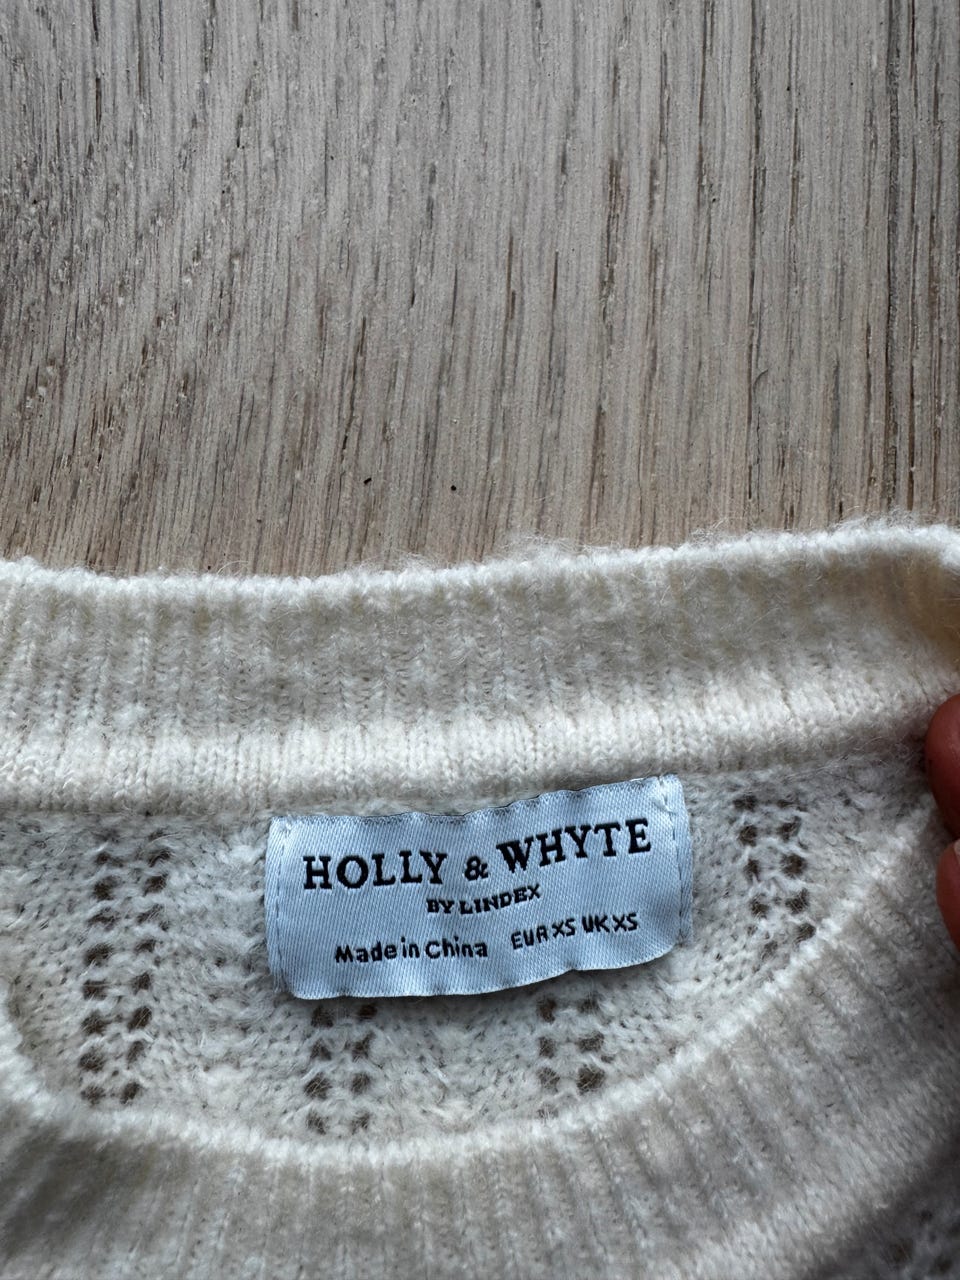 HOLLY & WHYTE
BY LINDEX
Made in China EUR XS UK XS